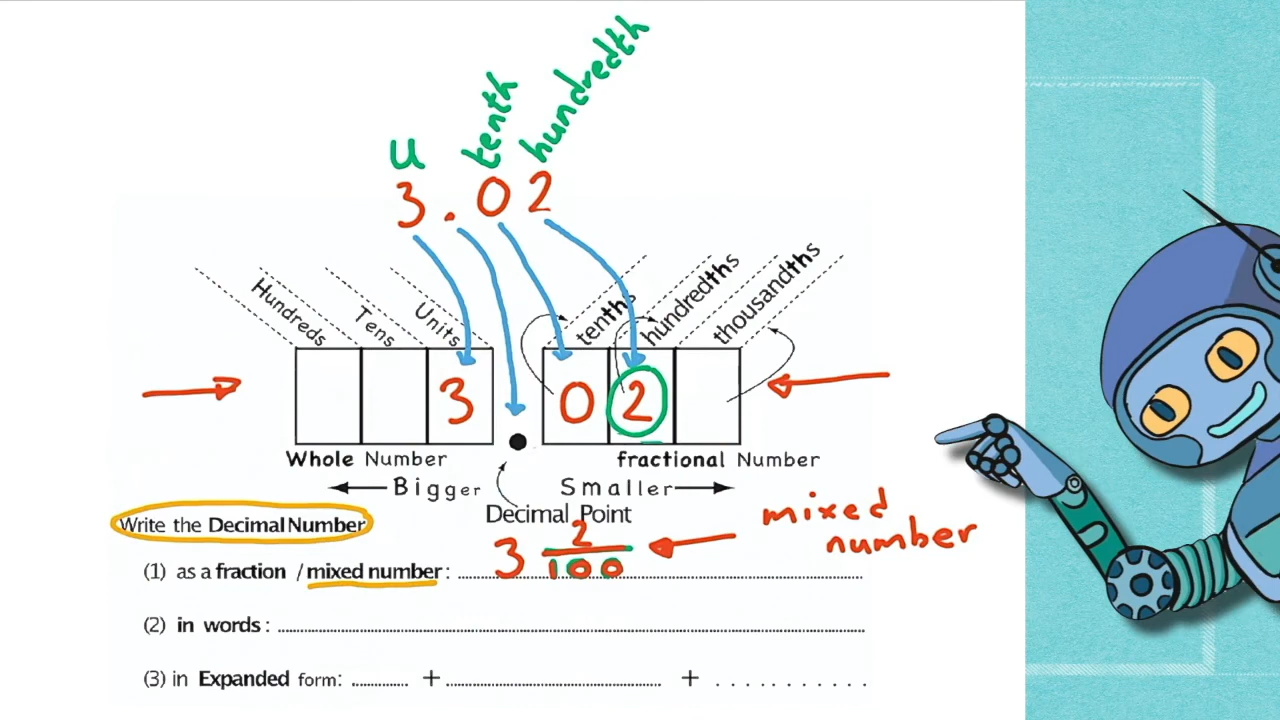 U tenth hundredth
3.02
Hundreds Tens Units tenths hundredths thousandths
3 . 0 2
Whole Number fractional Number
Bigger Smaller
Decimal Point
Write the Decimal Number
(1) as a fraction / mixed number : 3 2/100 mixed number
(2) in words :
(3) in Expanded form: + +